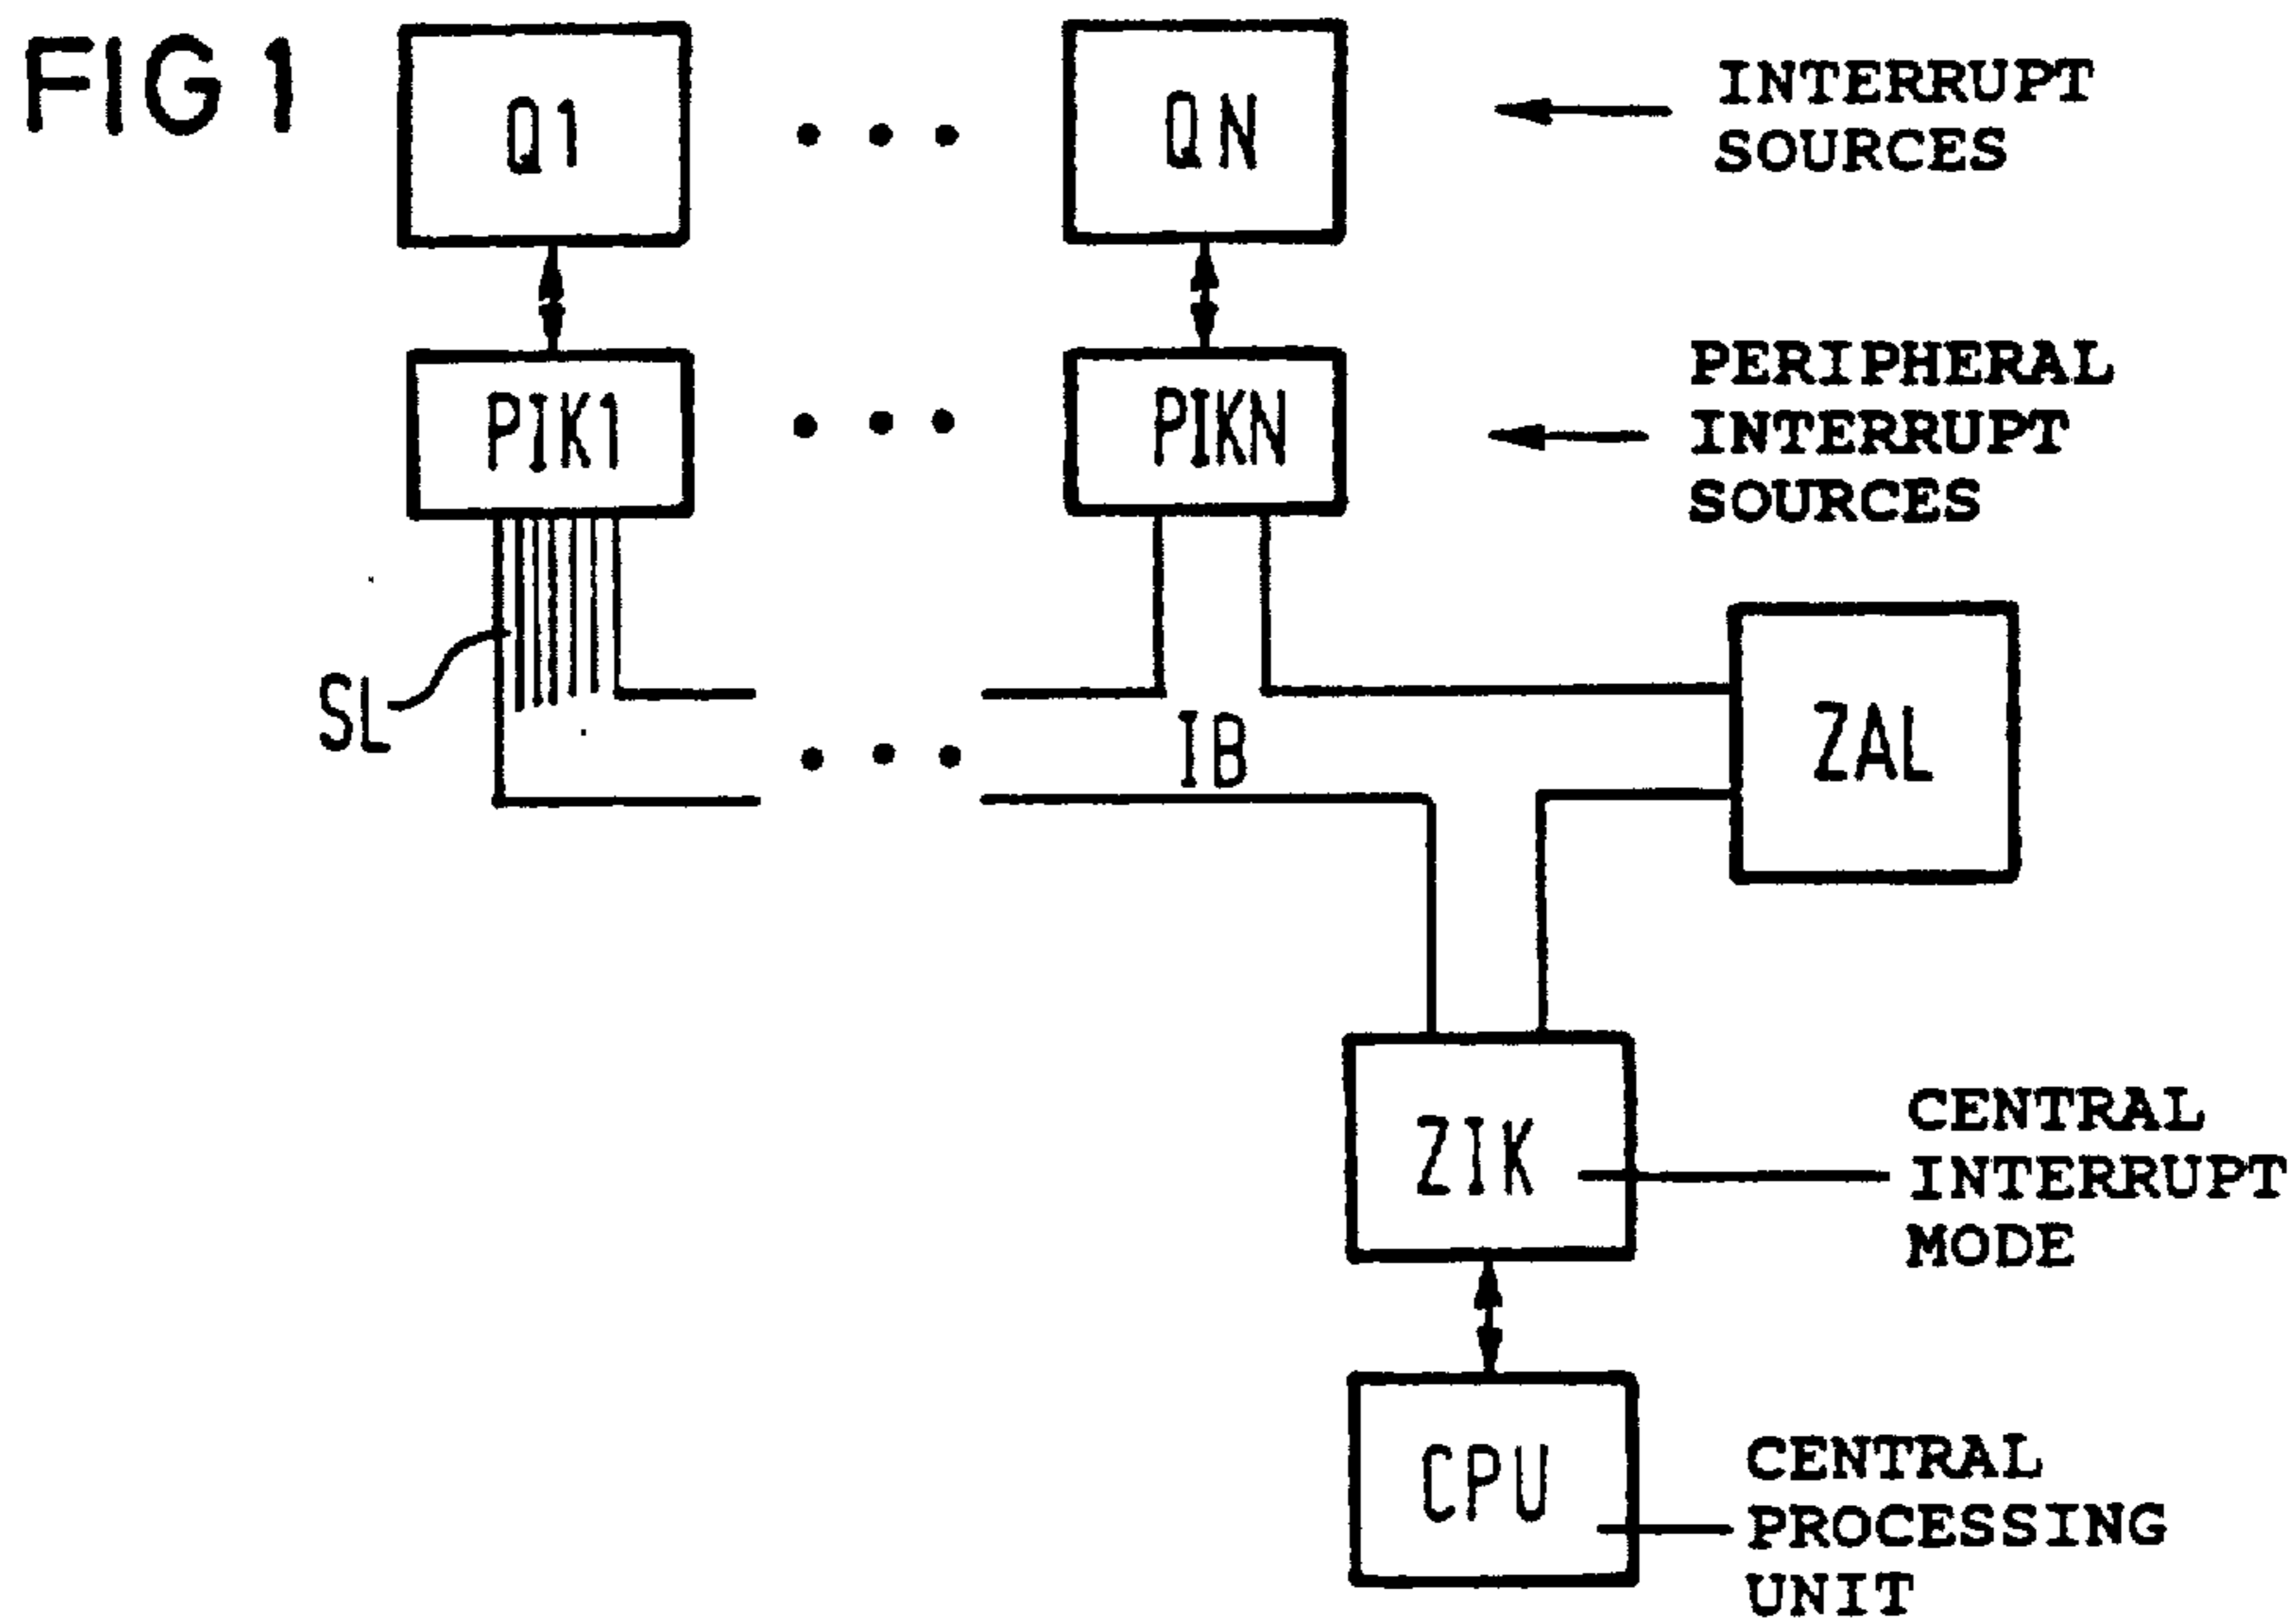 FIG 1
Q1
QN
INTERRUPT
SOURCES
PIK1
PIKN
PERIPHERAL
INTERRUPT
SOURCES
SL
IB
ZAL
ZIK
CENTRAL
INTERRUPT
MODE
CPU
CENTRAL
PROCESSING
UNIT